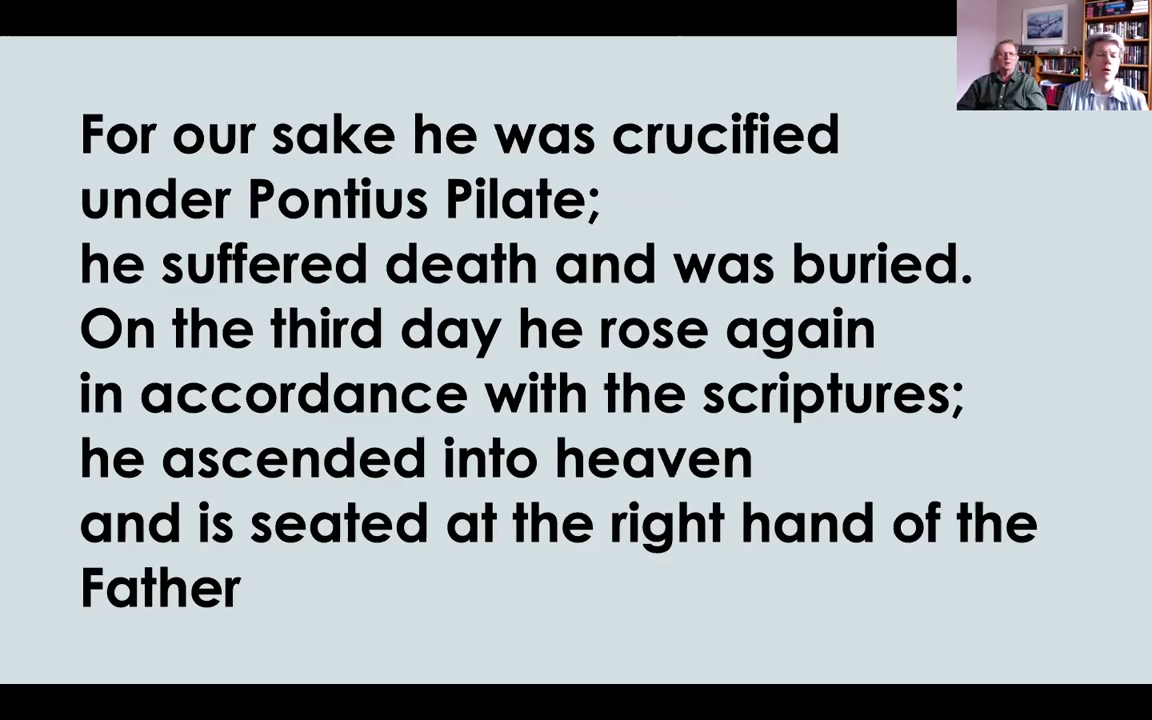 For our sake he was crucified
under Pontius Pilate;
he suffered death and was buried.
On the third day he rose again
in accordance with the scriptures;
he ascended into heaven
and is seated at the right hand of the
Father